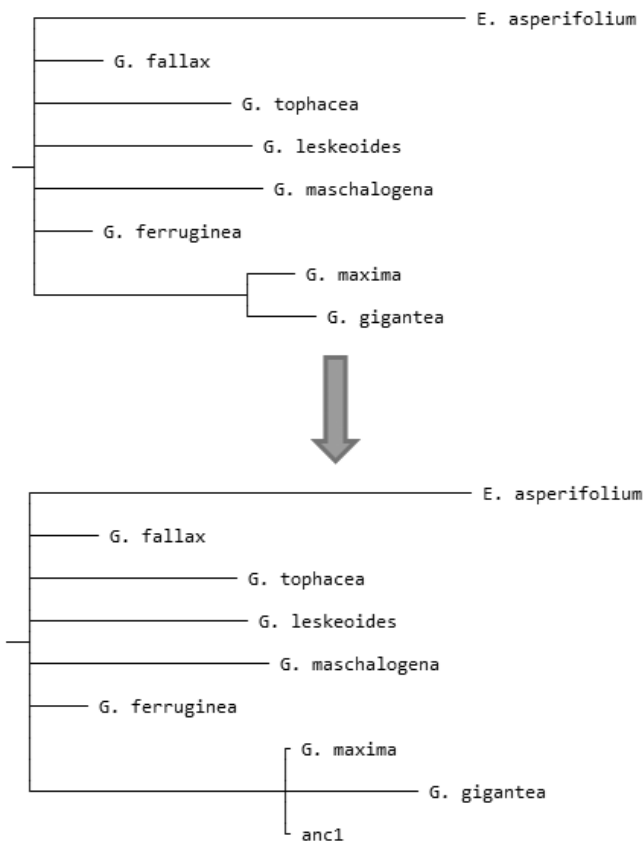 E. asperifolium
G. fallax
G. tophacea
G. leskeoides
G. maschalogena
G. ferruginea
G. maxima
G. gigantea
E. asperifolium
G. fallax
G. tophacea
G. leskeoides
G. maschalogena
G. ferruginea
G. maxima
G. gigantea
anc1